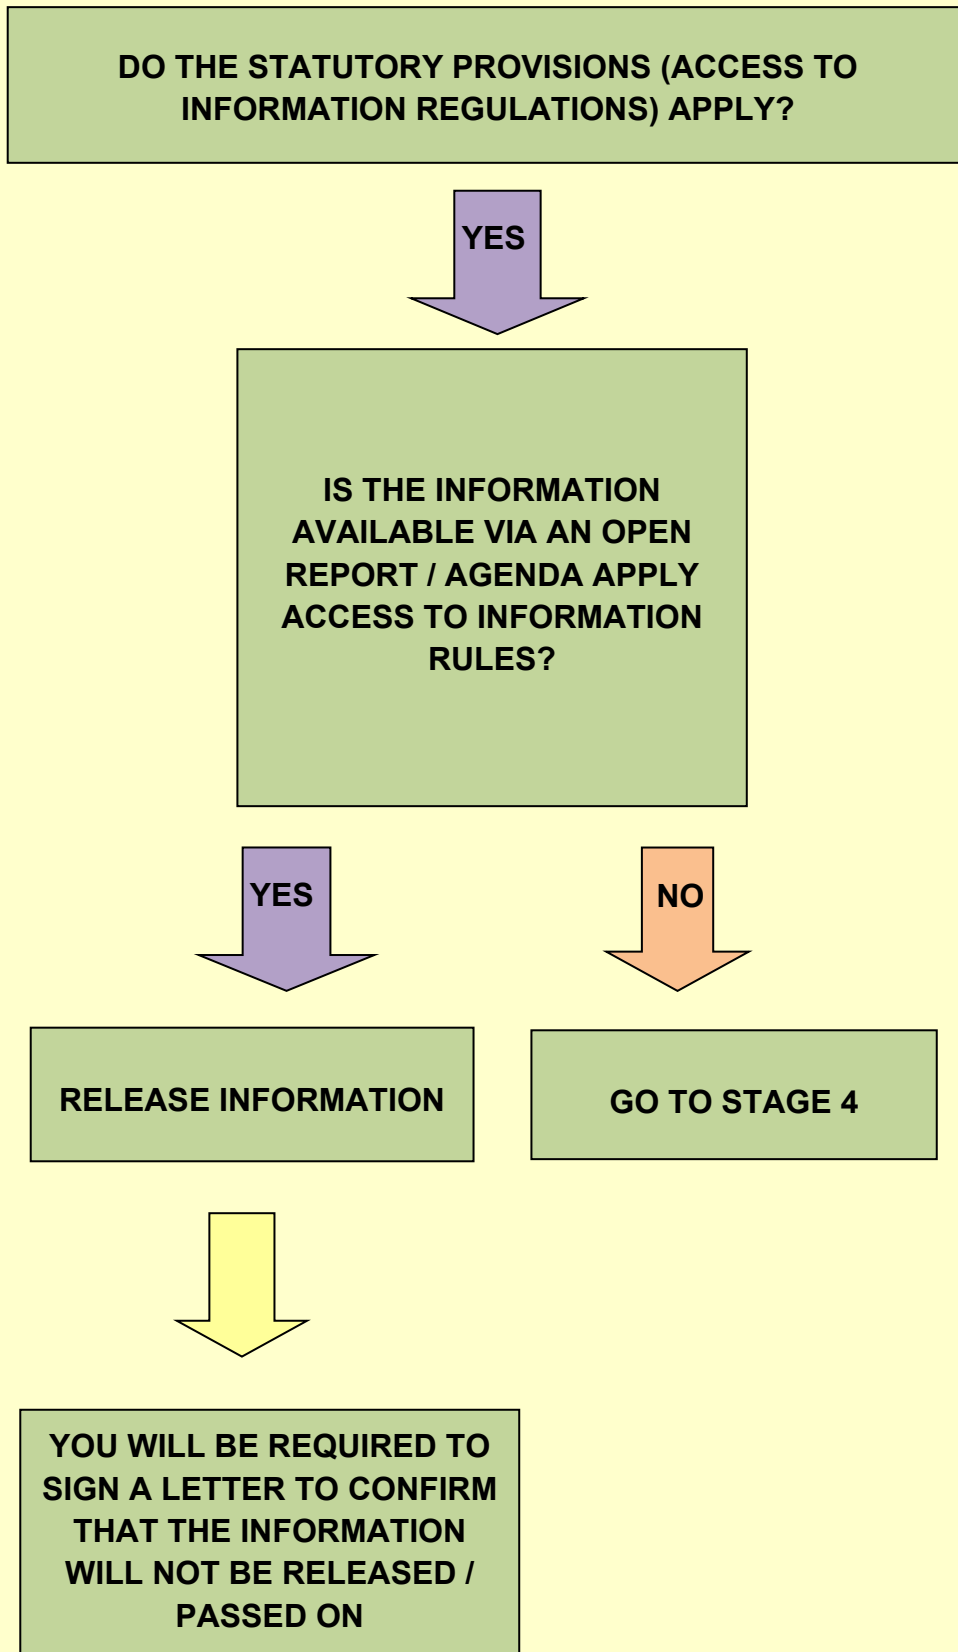 DO THE STATUTORY PROVISIONS (ACCESS TO
INFORMATION REGULATIONS) APPLY?
YES
IS THE INFORMATION
AVAILABLE VIA AN OPEN
REPORT / AGENDA APPLY
ACCESS TO INFORMATION
RULES?
YES
NO
RELEASE INFORMATION
GO TO STAGE 4
YOU WILL BE REQUIRED TO
SIGN A LETTER TO CONFIRM
THAT THE INFORMATION
WILL NOT BE RELEASED /
PASSED ON